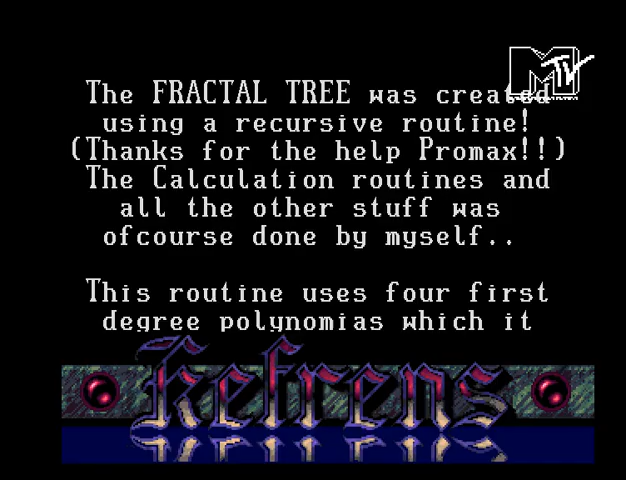 MTV
The FRACTAL TREE was created
using a recursive routine!
(Thanks for the help Promax!!)
The Calculation routines and
all the other stuff was
ofcourse done by myself..
This routine uses four first
degree polynomias which it
Kefrens